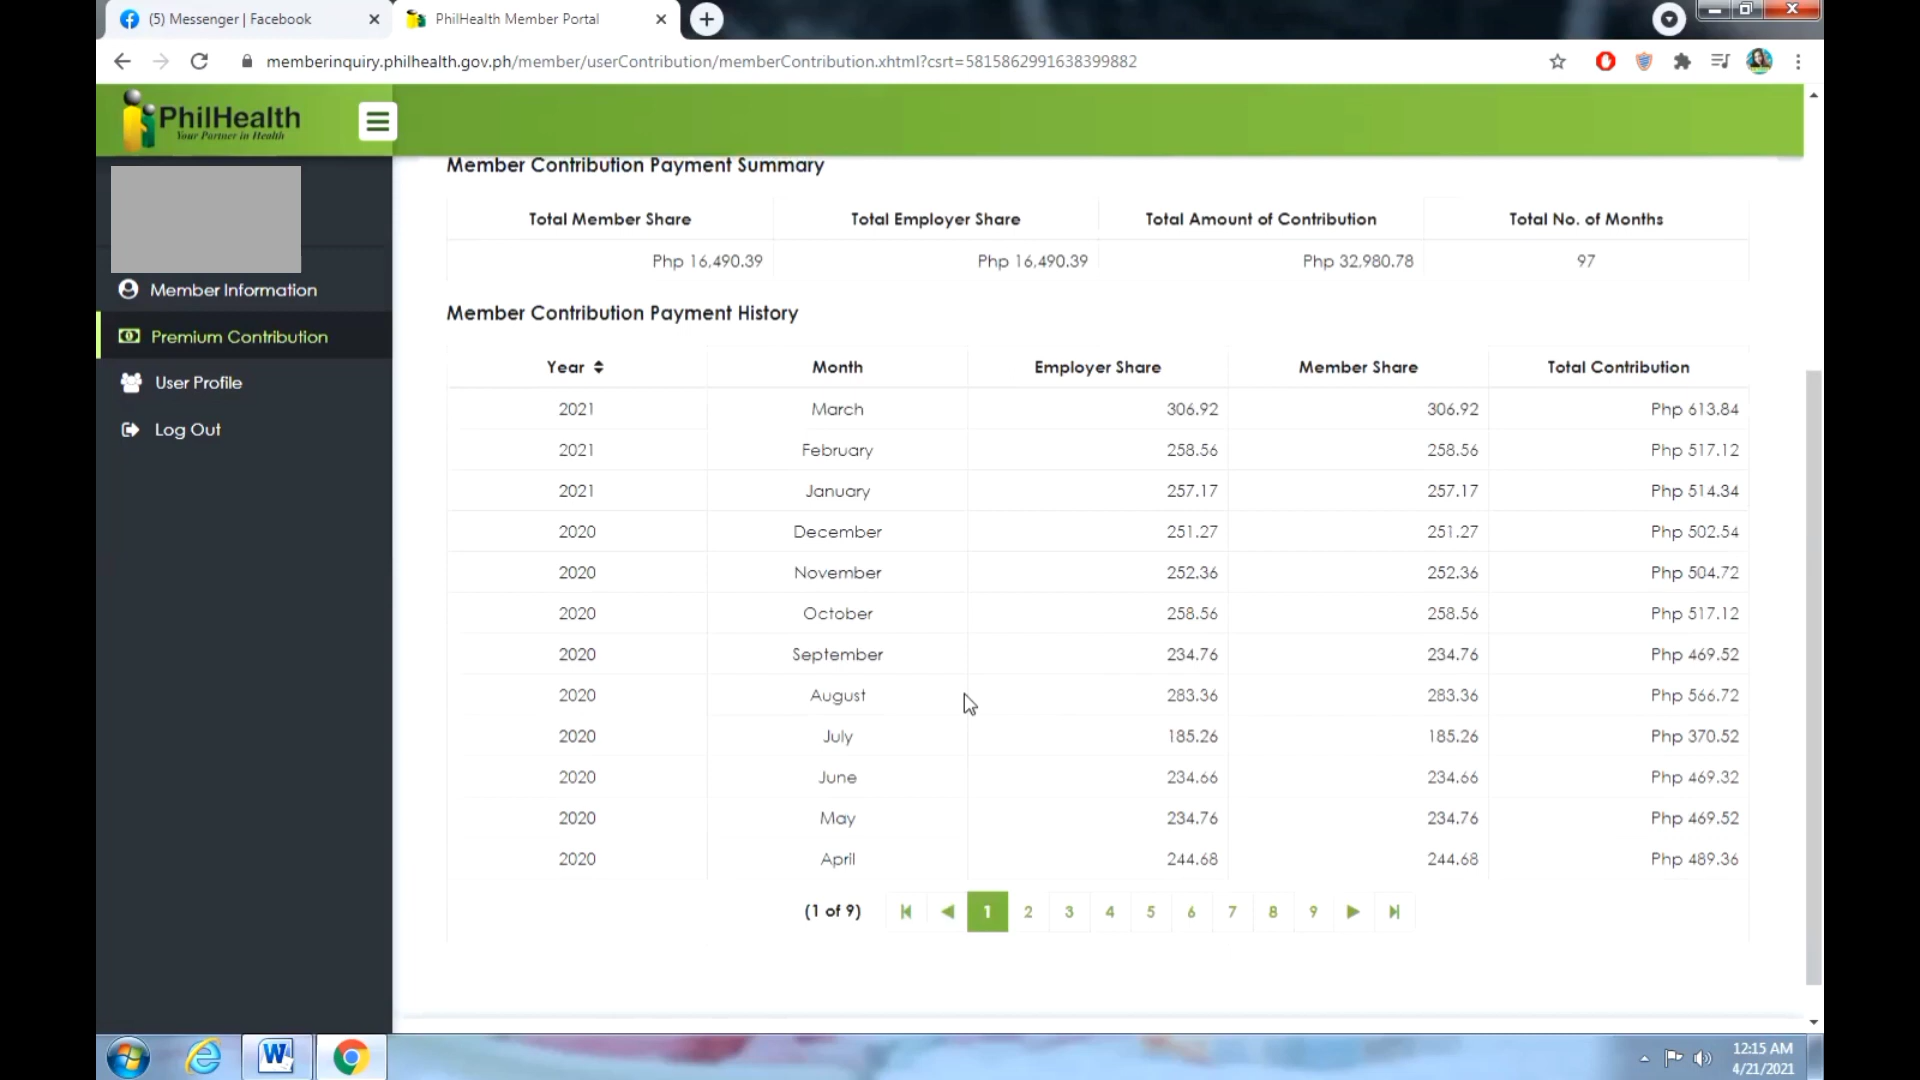 (5) Messenger | Facebook
PhilHealth Member Portal
memberinquiry.philhealth.gov.ph/member/userContribution/memberContribution.xhtml?csrt=5815862991638399882
PhilHealth
Your Partner in Health
Member Information
Premium Contribution
User Profile
Log Out
Member Contribution Payment Summary
Total Member Share Total Employer Share Total Amount of Contribution Total No. of Months
Php 16,490.39 Php 16,490.39 Php 32,980.78 97
Member Contribution Payment History
Year Month Employer Share Member Share Total Contribution
2021 March 306.92 306.92 Php 613.84
2021 February 258.56 258.56 Php 517.12
2021 January 257.17 257.17 Php 514.34
2020 December 251.27 251.27 Php 502.54
2020 November 252.36 252.36 Php 504.72
2020 October 258.56 258.56 Php 517.12
2020 September 234.76 234.76 Php 469.52
2020 August 283.36 283.36 Php 566.72
2020 July 185.26 185.26 Php 370.52
2020 June 234.66 234.66 Php 469.32
2020 May 234.76 234.76 Php 469.52
2020 April 244.68 244.68 Php 489.36
(1 of 9) 1 2 3 4 5 6 7 8 9
12:15 AM
4/21/2021